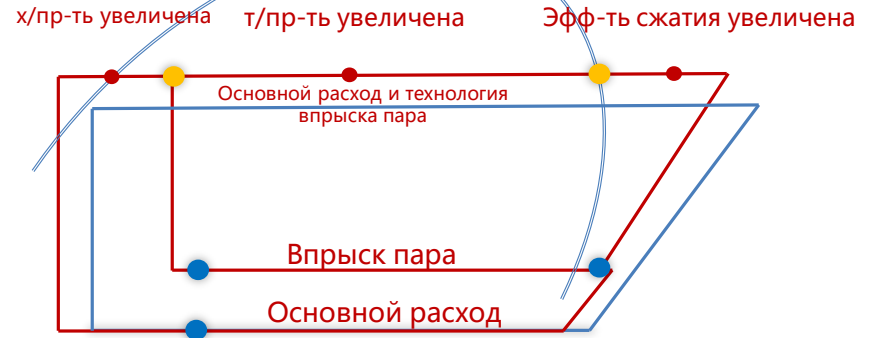 х/пр-ть увеличена
т/пр-ть увеличена
Эфф-ть сжатия увеличена
Основной расход и технология
впрыска пара
Впрыск пара
Основной расход